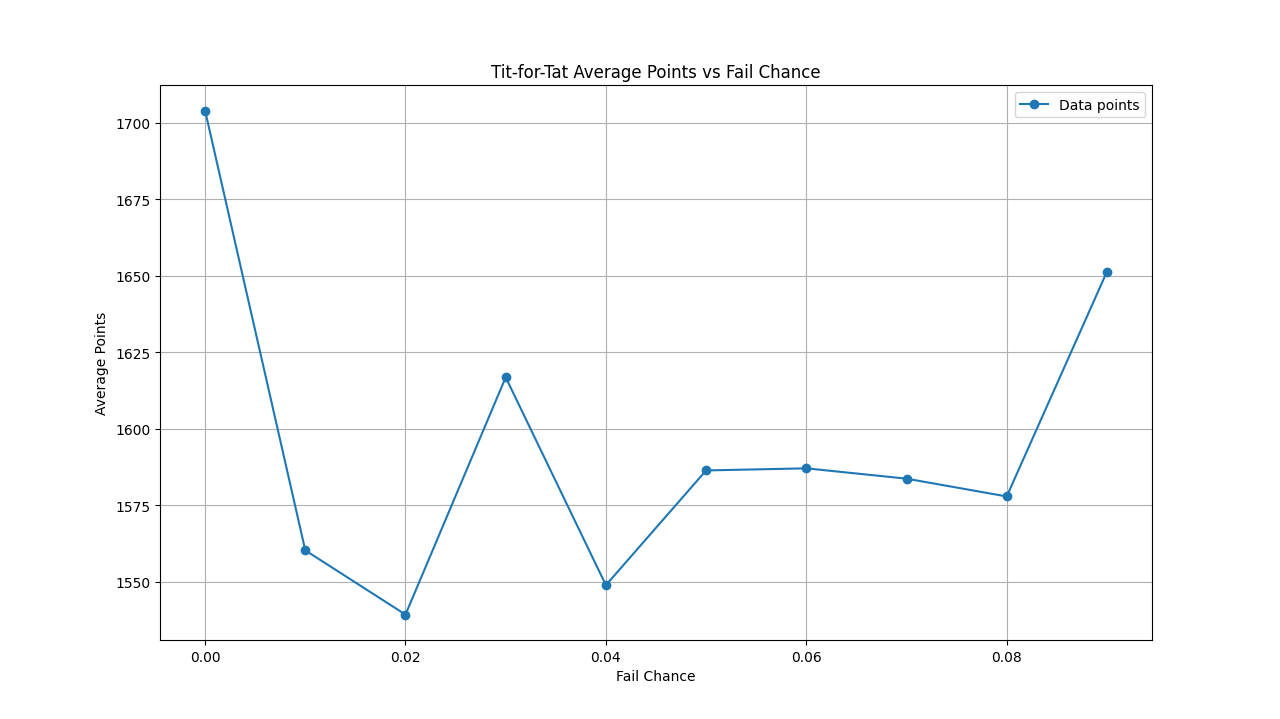 Tit-for-Tat Average Points vs Fail Chance
Data points
1700
1675
1650
1625
1600
1575
1550
Average Points
0.00 0.02 0.04 0.06 0.08
Fail Chance